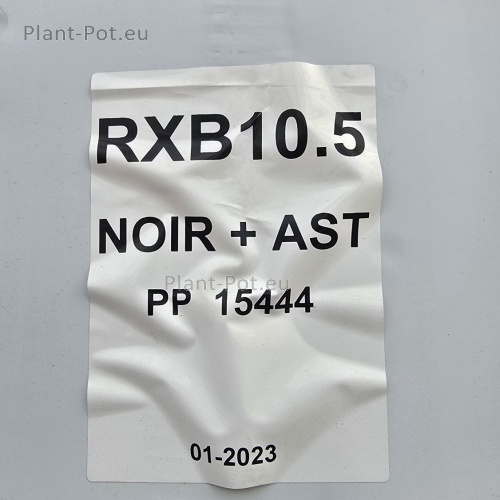 Plant-Pot.eu
RXB10.5
NOIR + AST
Plant-Pot.eu
PP 15444
01-2023